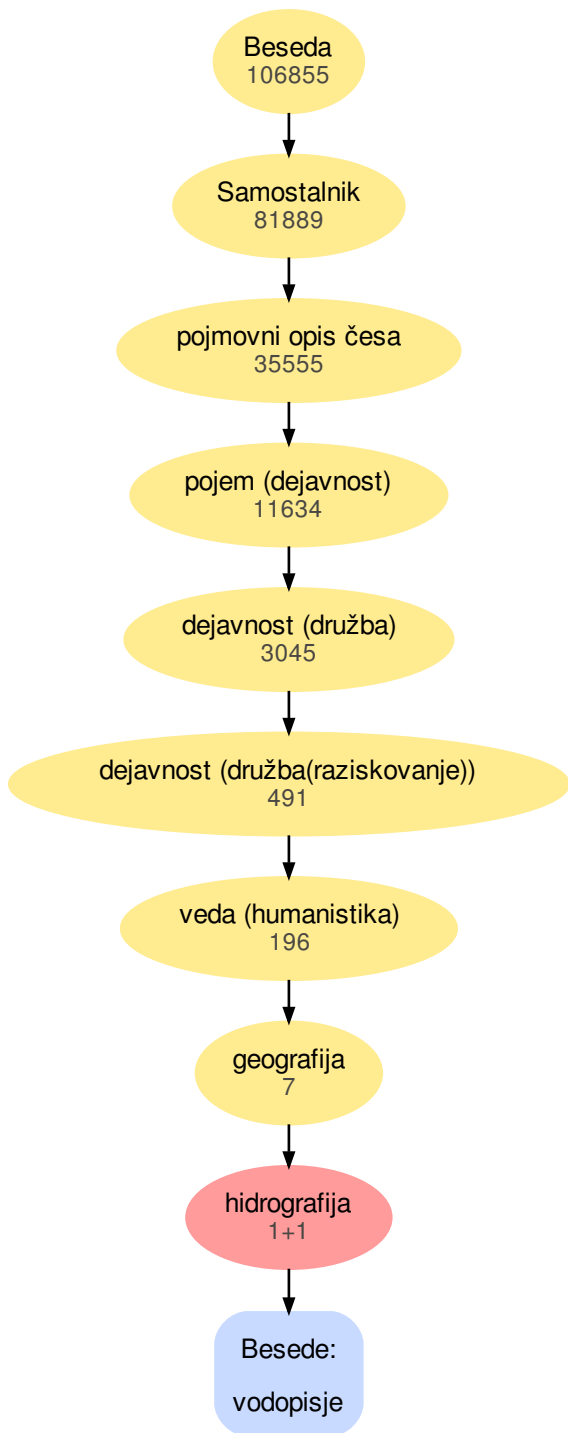 Beseda
106855
Samostalnik
81889
pojmovni opis česa
35555
pojem (dejavnost)
11634
dejavnost (družba)
3045
dejavnost (družba(raziskovanje))
491
veda (humanistika)
196
geografija
7
hidrografija
1+1
Besede:
vodopisje